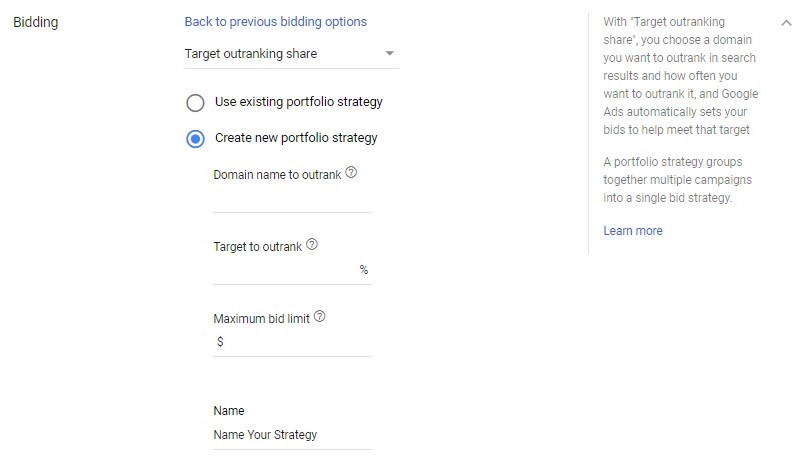 Bidding
Back to previous bidding options
Target outranking share
Use existing portfolio strategy
Create new portfolio strategy
Domain name to outrank ?
Target to outrank ?
%
Maximum bid limit ?
$
Name
Name Your Strategy
With "Target outranking
share", you choose a domain
you want to outrank in search
results and how often you
want to outrank it, and Google
Ads automatically sets your
bids to help meet that target
A portfolio strategy groups
together multiple campaigns
into a single bid strategy.
Learn more